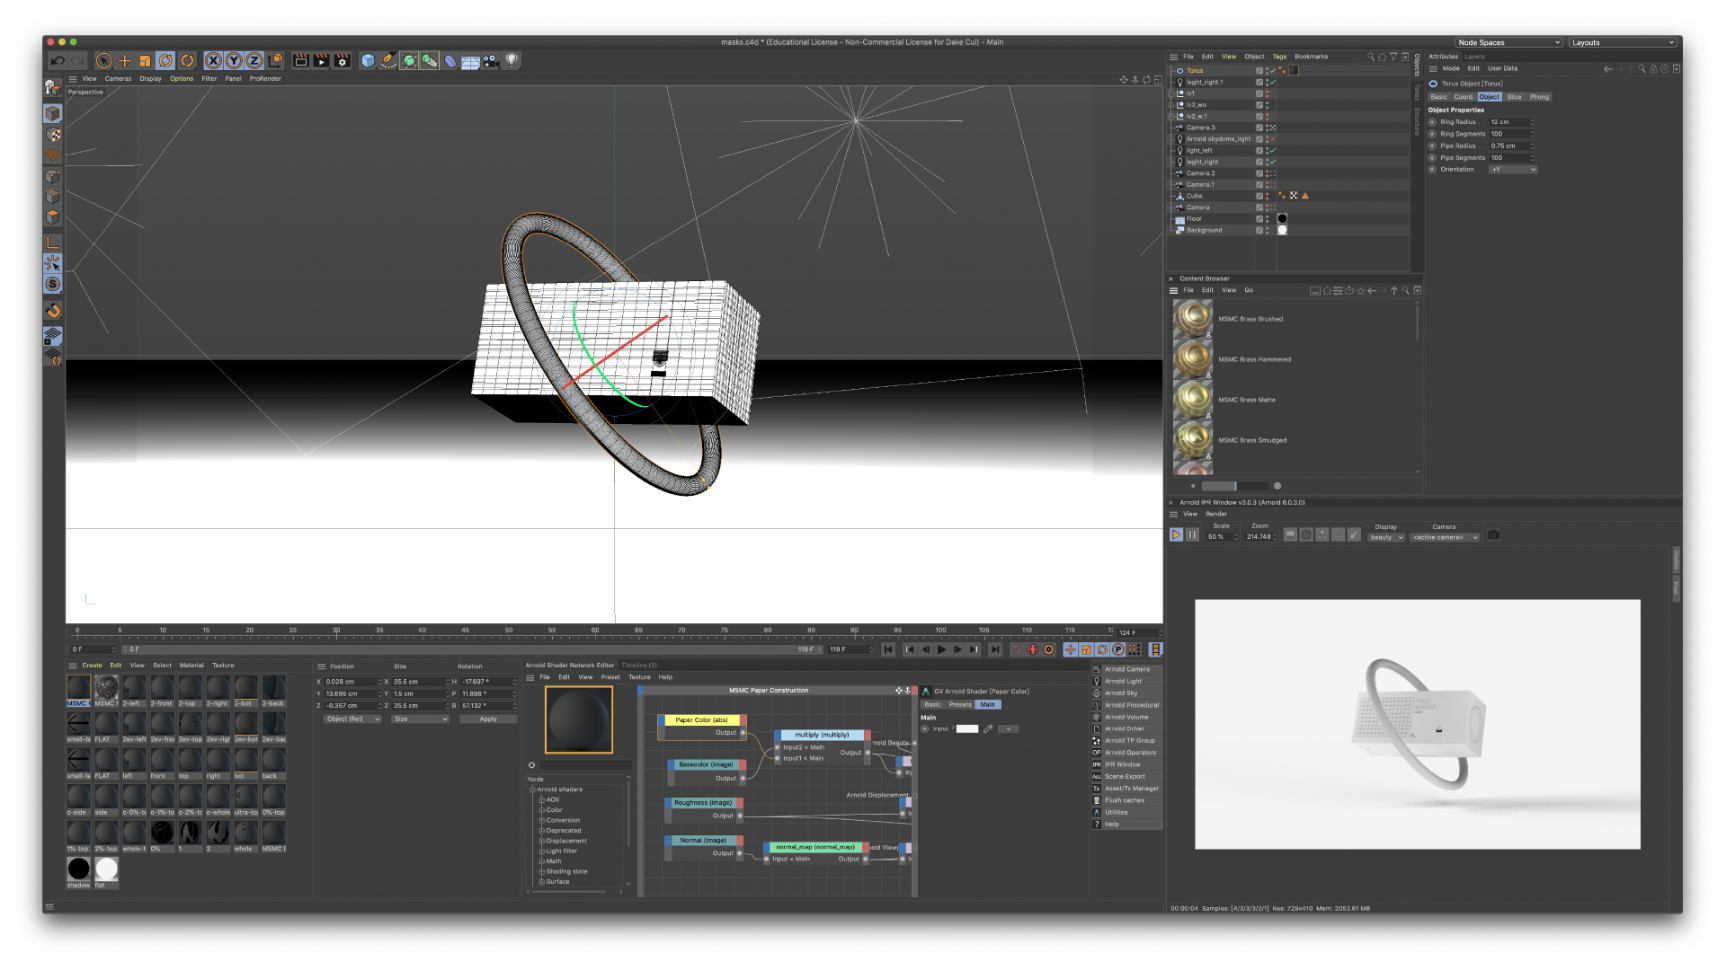 masks.c4d * (Educational License - Non-Commercial License for Dake Cui) - Main
Node Spaces
Layouts
View Cameras Display Options Filter Panel ProRender
Perspective
File Edit View Object Tags Bookmarks
Torus
leght_right.1
lv1
lv2_wo
lv2_w.1
Camera.3
Arnold skydome_light
light_left
leght_right
Camera.2
Camera.1
Cube.
Camera
Floor
Background
Objects
Takes
Structure
Attributes Layers
Mode Edit User Data
Torus Object [Torus]
Basic Coord. Object Slice Phong
Object Properties
Ring Radius 12 cm
Ring Segments 100
Pipe Radius 0.75 cm
Pipe Segments 100
Orientation +Y
Content Browser
File Edit View Go
MSMC Brass Brushed
MSMC Brass Hammered
MSMC Brass Matte
MSMC Brass Smudged
Arnold IPR Window v3.0.3 (Arnold 6.0.3.0)
View Render
Scale Zoom Display Camera
50 % 214.748 beauty <active camera>
00:00:04 Samples: [4/3/3/3/2/1] Res: 729x410 Mem: 2052.61 MB
0 5 10 15 20 25 30 35 40 45 50 55 60 65 70 75 80 85 90 95 100 105 110 115 124 F
0 F 0 F 119 F 119 F
Create Edit View Select Material Texture
MSMC MSMC 2-left 2-front 2-top 2-right 2-bot 2-back
small-ta FLAT 2ev-left 2ev-fro 2ev-top 2ev-rig 2ev-bot 2ev-bac
small-ta FLAT left front top right bot back
c-side side c-0%-to c-1%-to c-2%-to c-whole ultra-to 0%-top
1%-top 2%-top whole-t 0% 1 2 whole MSMC
shadow flat
Position Size Rotation
X 0.028 cm X 25.5 cm H -17.697 °
Y 13.695 cm Y 1.5 cm P 11.898 °
Z -0.357 cm Z 25.5 cm B 57.132 °
Object (Rel) Size Apply
Arnold Shader Network Editor Timeline (2)
File Edit View Preset Texture Help
Node
Arnold shaders
AOV
Color
Conversion
Deprecated
Displacement
Light filter
Math
Shading state
Surface
MSMC Paper Construction
Paper Color (abs)
Output
multiply (multiply)
Input2 < Main
Output
Input1 < Main
Basecolor (image)
Output
Roughness (image)
Output
Normal (image)
Output
normal_map (normal_map)
Input < Main Output
Arnold Displacement
GV Arnold Shader [Paper Color]
Basic Presets Main
Main
Input
Arnold Camera
Arnold Light
Arnold Sky
Arnold Procedural
Arnold Volume
Arnold Driver
Arnold TP Group
Arnold Operators
IPR Window
Scene Export
Asset/Tx Manager
Flush caches
Utilities
Help